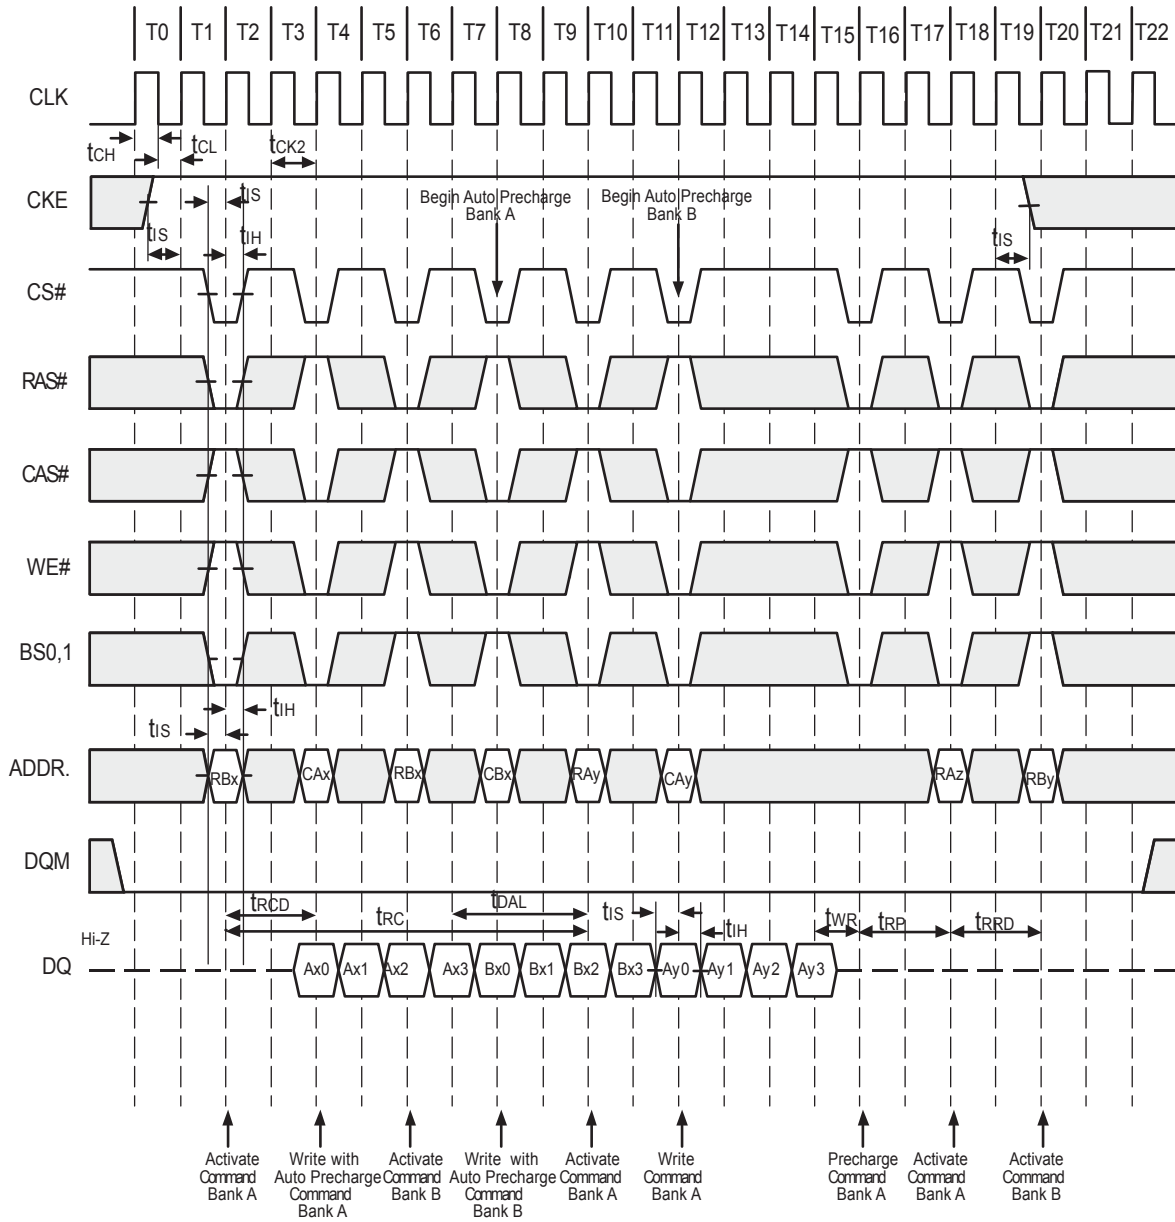 T0 T1 T2 T3 T4 T5 T6 T7 T8 T9 T10 T11 T12 T13 T14 T15 T16 T17 T18 T19 T20 T21 T22
CLK
tCH tCL tCK2
CKE
tIS
Begin Auto Precharge
Bank A
Begin Auto Precharge
Bank B
tIS tIH tIS
CS#
RAS#
CAS#
WE#
BS0,1
tIS tIH
ADDR.
RBx CAx RBx CBx RAy CAy RAz RBy
DQM
tRCD tRC tDAL tIS tIH tWR tRP tRRD
Hi-Z
DQ
Ax0 Ax1 Ax2 Ax3 Bx0 Bx1 Bx2 Bx3 Ay0 Ay1 Ay2 Ay3
Activate
Command
Bank A
Write with
Auto Precharge
Command
Bank A
Activate
Command
Bank B
Write with
Auto Precharge
Command
Bank B
Activate
Command
Bank A
Write
Command
Bank A
Precharge
Command
Bank A
Activate
Command
Bank A
Activate
Command
Bank B